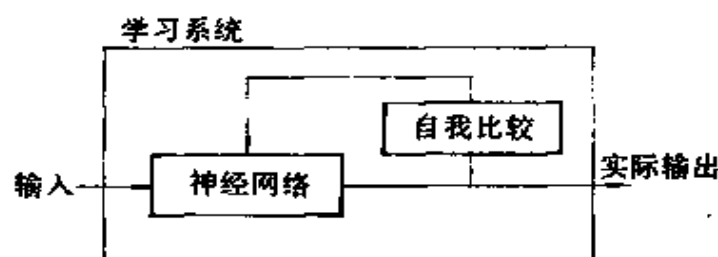 学习系统
自我比较
输入
神经网络
实际输出